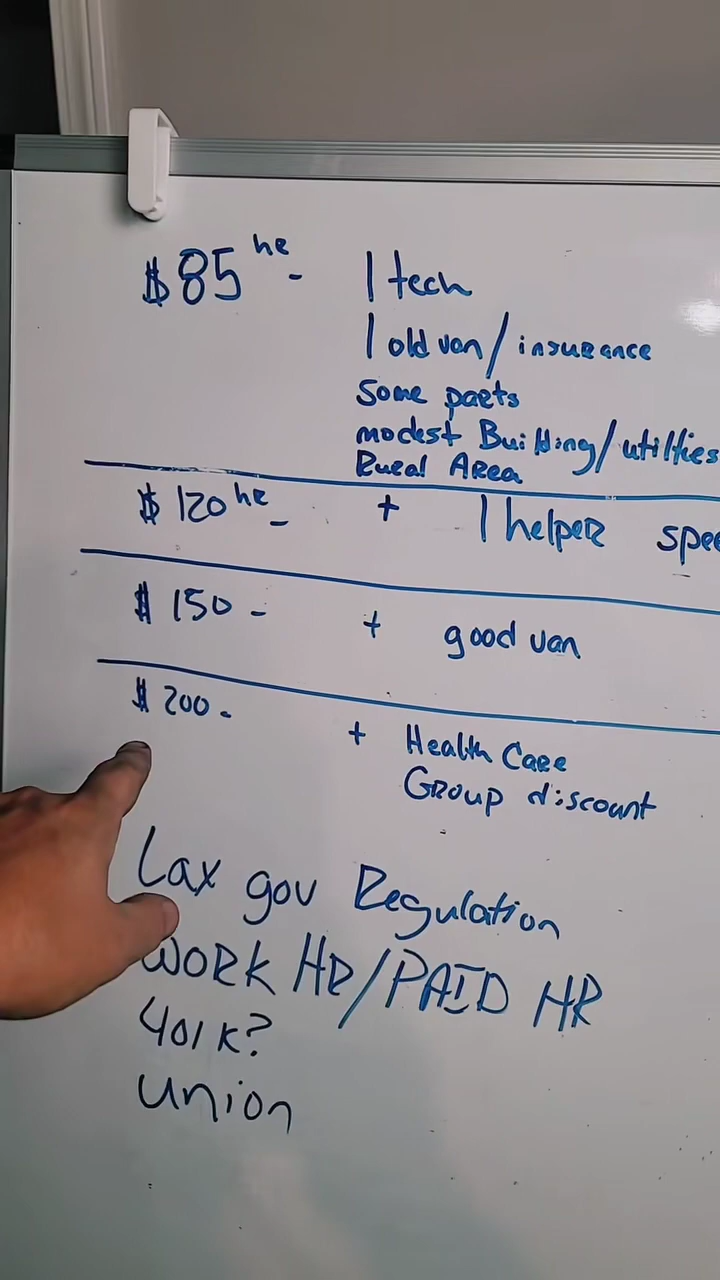 $85 hr - 1 tech
1 old van/insurance
Some parts
modest Building/utilties
Rural Area
$120 hr - + 1 helper
$150 - + good van
$200 - + Health Care
Group discount
Lax gov Regulation
WORK HR/PAID HR
401K?
union